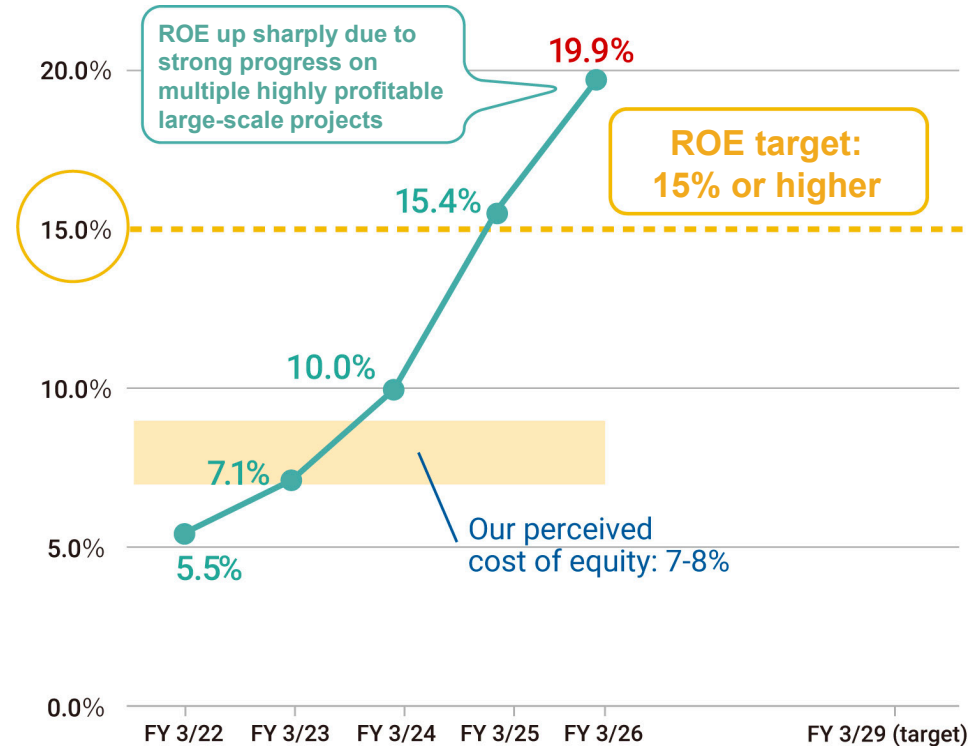 ROE up sharply due to
strong progress on
multiple highly profitable
large-scale projects
19.9%
20.0%
ROE target:
15% or higher
15.4%
15.0%
10.0%
10.0%
7.1%
Our perceived
cost of equity: 7-8%
5.0%
5.5%
0.0%
FY 3/22
FY 3/23
FY 3/24
FY 3/25
FY 3/26
FY 3/29 (target)